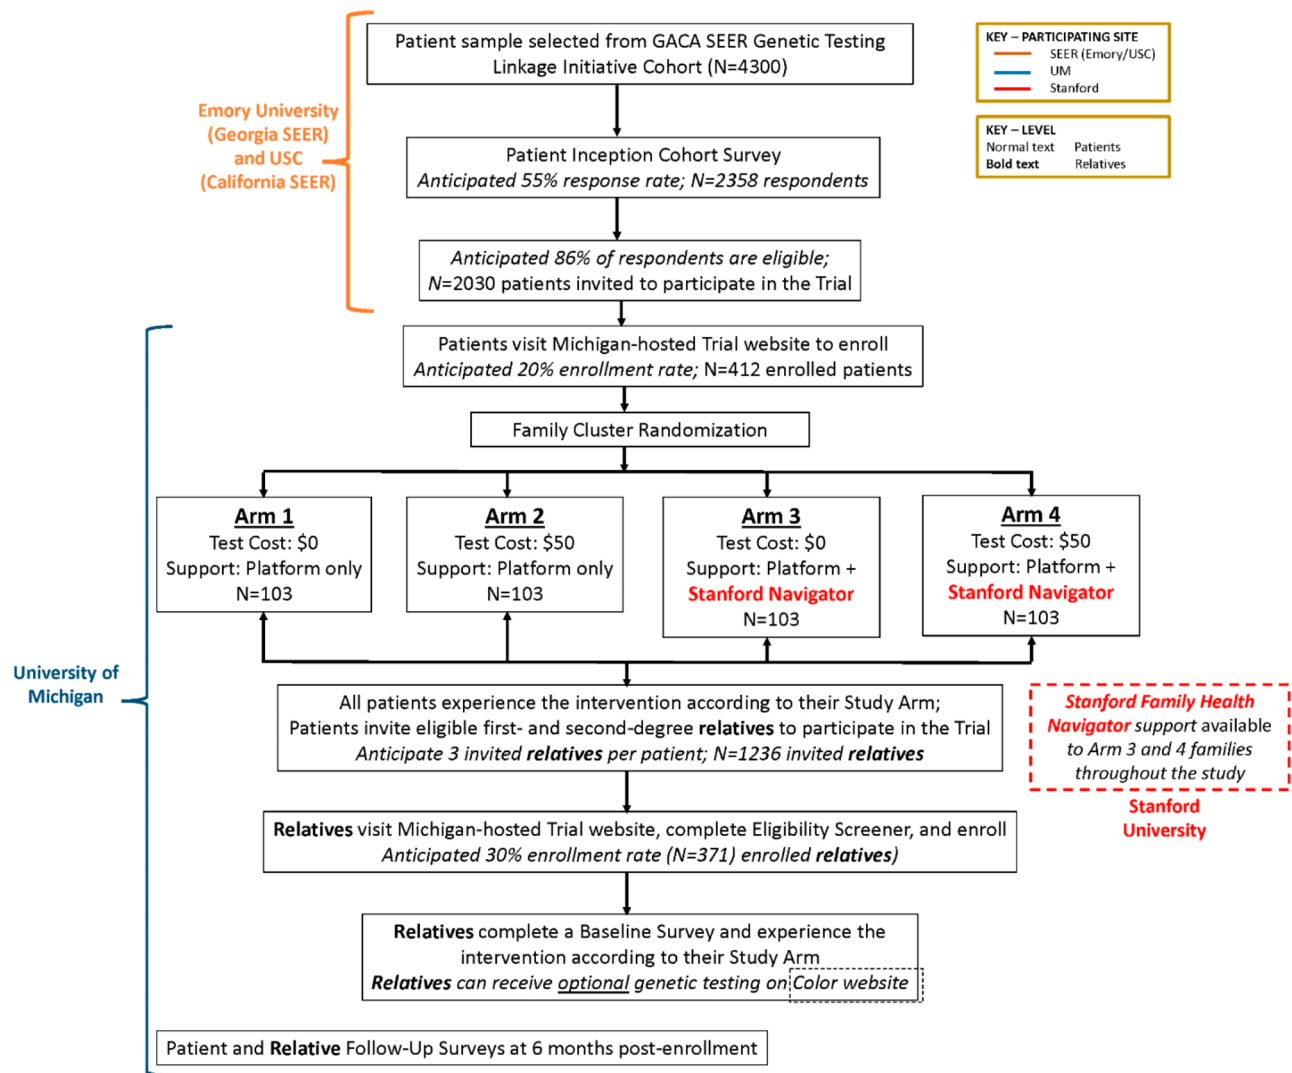 Patient sample selected from GACA SEER Genetic Testing
Linkage Initiative Cohort (N=4300)
KEY – PARTICIPATING SITE
SEER (Emory/USC)
UM
Stanford
KEY – LEVEL
Normal text Patients
Bold text Relatives
Emory University
(Georgia SEER)
and USC
(California SEER)
Patient Inception Cohort Survey
Anticipated 55% response rate; N=2358 respondents
Anticipated 86% of respondents are eligible;
N=2030 patients invited to participate in the Trial
Patients visit Michigan-hosted Trial website to enroll
Anticipated 20% enrollment rate; N=412 enrolled patients
Family Cluster Randomization
Arm 1
Test Cost: $0
Support: Platform only
N=103
Arm 2
Test Cost: $50
Support: Platform only
N=103
Arm 3
Test Cost: $0
Support: Platform +
Stanford Navigator
N=103
Arm 4
Test Cost: $50
Support: Platform +
Stanford Navigator
N=103
University of
Michigan
All patients experience the intervention according to their Study Arm;
Patients invite eligible first- and second-degree relatives to participate in the Trial
Anticipate 3 invited relatives per patient; N=1236 invited relatives
Stanford Family Health
Navigator support available
to Arm 3 and 4 families
throughout the study
Stanford
University
Relatives visit Michigan-hosted Trial website, complete Eligibility Screener, and enroll
Anticipated 30% enrollment rate (N=371) enrolled relatives)
Relatives complete a Baseline Survey and experience the
intervention according to their Study Arm
Relatives can receive optional genetic testing on Color website
Patient and Relative Follow-Up Surveys at 6 months post-enrollment